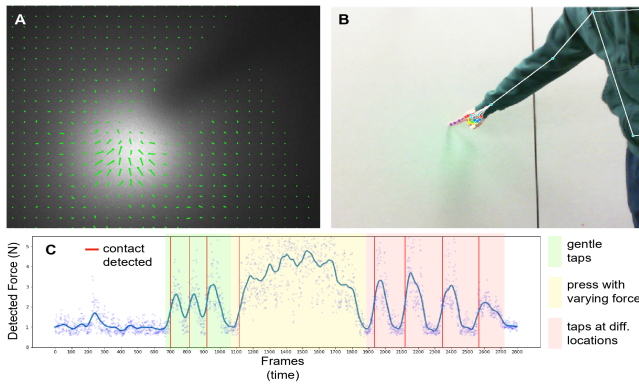 A
B
C
contact
detected
Detected Force (N)
5
4
3
2
1
0
0 100 200 300 400 500 600 700 800 900 1000 1100 1200 1300 1400 1500 1600 1700 1800 1900 2000 2100 2200 2300 2400 2500 2600 2700 2800
Frames
(time)
gentle
taps
press with
varying force
taps at diff.
locations